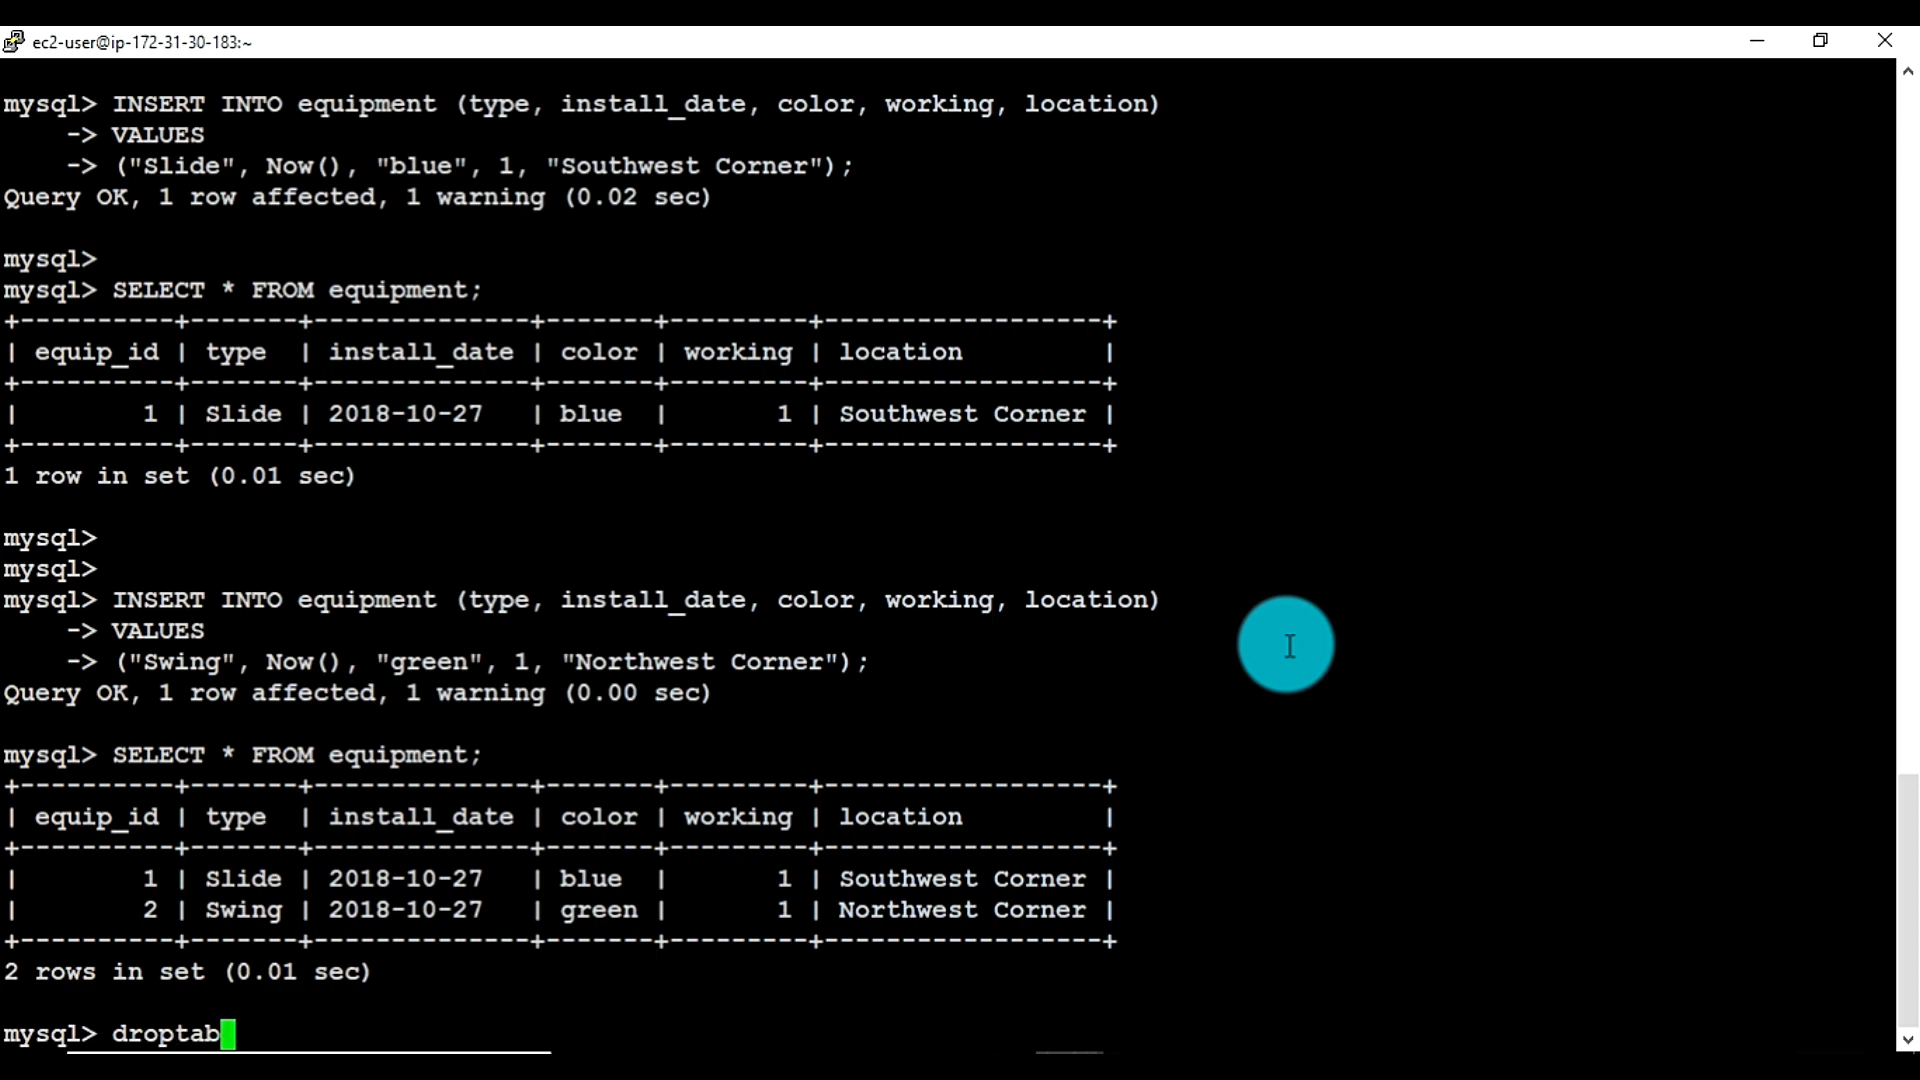 ec2-user@ip-172-31-30-183:~
mysql> INSERT INTO equipment (type, install_date, color, working, location)
    -> VALUES
    -> ("Slide", Now(), "blue", 1, "Southwest Corner");
Query OK, 1 row affected, 1 warning (0.02 sec)

mysql>
mysql> SELECT * FROM equipment;
+----------+-------+--------------+-------+---------+------------------+
| equip_id | type  | install_date | color | working | location         |
+----------+-------+--------------+-------+---------+------------------+
|        1 | Slide | 2018-10-27   | blue  |       1 | Southwest Corner |
+----------+-------+--------------+-------+---------+------------------+
1 row in set (0.01 sec)

mysql>
mysql>
mysql> INSERT INTO equipment (type, install_date, color, working, location)
    -> VALUES
    -> ("Swing", Now(), "green", 1, "Northwest Corner");
Query OK, 1 row affected, 1 warning (0.00 sec)

mysql> SELECT * FROM equipment;
+----------+-------+--------------+-------+---------+------------------+
| equip_id | type  | install_date | color | working | location         |
+----------+-------+--------------+-------+---------+------------------+
|        1 | Slide | 2018-10-27   | blue  |       1 | Southwest Corner |
|        2 | Swing | 2018-10-27   | green |       1 | Northwest Corner |
+----------+-------+--------------+-------+---------+------------------+
2 rows in set (0.01 sec)

mysql> droptab